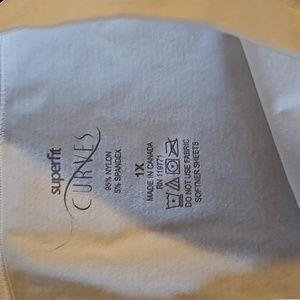 superfit
CURVES
95% NYLON
5% SPANDEX
1X
MADE IN CANADA
RN 119771
DO NOT USE FABRIC
SOFTNER SHEETS